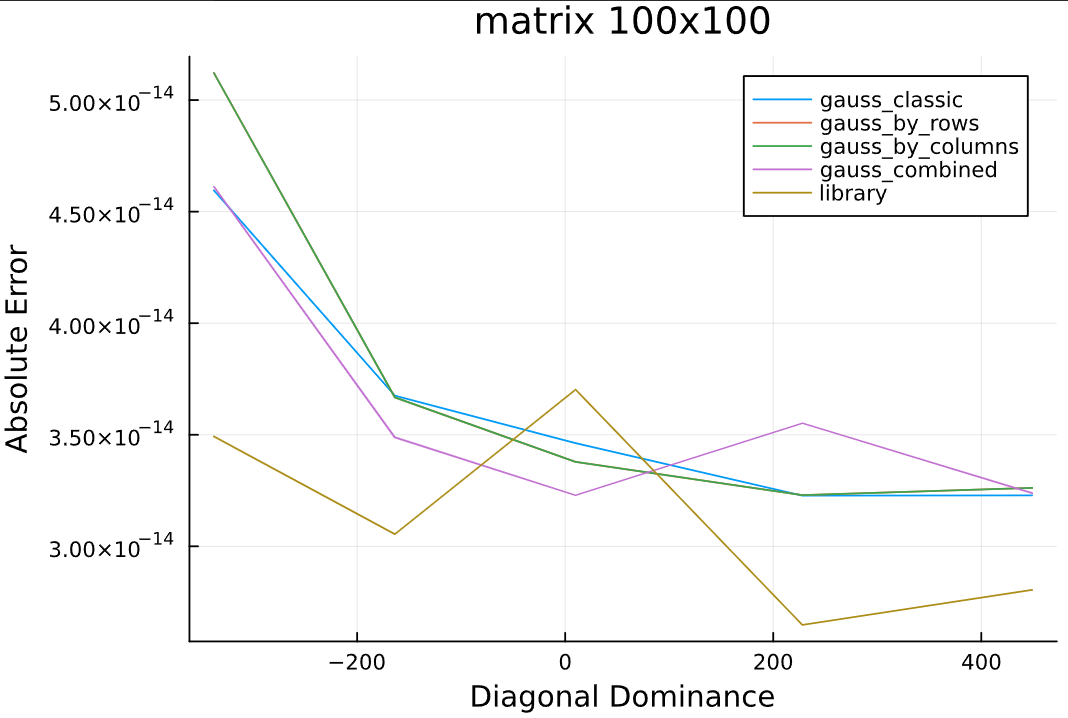 matrix 100x100
gauss_classic
gauss_by_rows
gauss_by_columns
gauss_combined
library
5.00×10⁻¹⁴
4.50×10⁻¹⁴
4.00×10⁻¹⁴
3.50×10⁻¹⁴
3.00×10⁻¹⁴
Absolute Error
−200 0 200 400
Diagonal Dominance